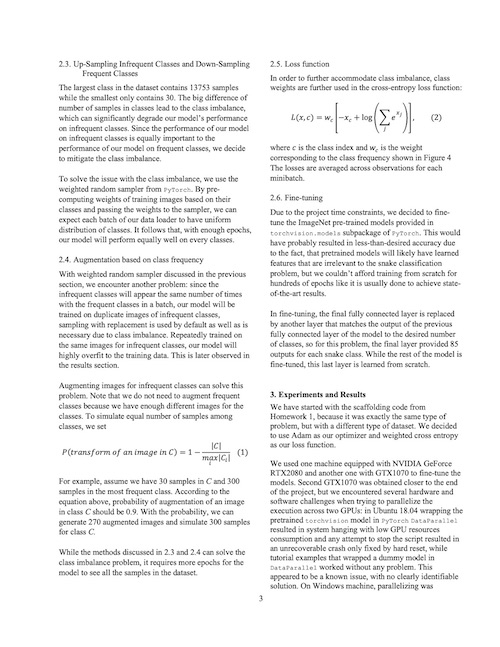 2.3. Up-Sampling Infrequent Classes and Down-Sampling
Frequent Classes
The largest class in the dataset contains 13753 samples
while the smallest only contains 30. The big difference of
number of samples in classes lead to the class imbalance,
which can significantly degrade our model's performance
on infrequent classes. Since the performance of our model
on infrequent classes is equally important to the
performance of our model on frequent classes, we decide
to mitigate the class imbalance.
To solve the issue with the class imbalance, we use the
weighted random sampler from PyTorch. By pre-
computing weights of training images based on their
classes and passing the weights to the sampler, we can
expect each batch of our data loader to have uniform
distribution of classes. It follows that, with enough epochs,
our model will perform equally well on every classes.
2.4. Augmentation based on class frequency
With weighted random sampler discussed in the previous
section, we encounter another problem: since the
infrequent classes will appear the same number of times
with the frequent classes in a batch, our model will be
trained on duplicate images of infrequent classes,
sampling with replacement is used by default as well as is
necessary due to class imbalance. Repeatedly trained on
the same images for infrequent classes, our model will
highly overfit to the training data. This is later observed in
the results section.
Augmenting images for infrequent classes can solve this
problem. Note that we do not need to augment frequent
classes because we have enough different images for the
classes. To simulate equal number of samples among
classes, we set
P(transform of an image in C) = 1 − |C| / max_i |C_i| (1)
For example, assume we have 30 samples in C and 300
samples in the most frequent class. According to the
equation above, probability of augmentation of an image
in class C should be 0.9. With the probability, we can
generate 270 augmented images and simulate 300 samples
for class C.
While the methods discussed in 2.3 and 2.4 can solve the
class imbalance problem, it requires more epochs for the
model to see all the samples in the dataset.
2.5. Loss function
In order to further accommodate class imbalance, class
weights are further used in the cross-entropy loss function:
L(x, c) = w_c [−x_c + log(∑_j e^{x_j})], (2)
where c is the class index and w_c is the weight
corresponding to the class frequency shown in Figure 4
The losses are averaged across observations for each
minibatch.
2.6. Fine-tuning
Due to the project time constraints, we decided to fine-
tune the ImageNet pre-trained models provided in
torchvision.models subpackage of PyTorch. This would
have probably resulted in less-than-desired accuracy due
to the fact, that pretrained models will likely have learned
features that are irrelevant to the snake classification
problem, but we couldn't afford training from scratch for
hundreds of epochs like it is usually done to achieve state-
of-the-art results.
In fine-tuning, the final fully connected layer is replaced
by another layer that matches the output of the previous
fully connected layer of the model to the desired number
of classes, so for this problem, the final layer provided 85
outputs for each snake class. While the rest of the model is
fine-tuned, this last layer is learned from scratch.
3. Experiments and Results
We have started with the scaffolding code from
Homework 1, because it was exactly the same type of
problem, but with a different type of dataset. We decided
to use Adam as our optimizer and weighted cross entropy
as our loss function.
We used one machine equipped with NVIDIA GeForce
RTX2080 and another one with GTX1070 to fine-tune the
models. Second GTX1070 was obtained closer to the end
of the project, but we encountered several hardware and
software challenges when trying to parallelize the
execution across two GPUs: in Ubuntu 18.04 wrapping the
pretrained torchvision model in PyTorch DataParallel
resulted in system hanging with low GPU resources
consumption and any attempt to stop the script resulted in
an unrecoverable crash only fixed by hard reset, while
tutorial examples that wrapped a dummy model in
DataParallel worked without any problem. This
appeared to be a known issue, with no clearly identifiable
solution. On Windows machine, parallelizing was
3